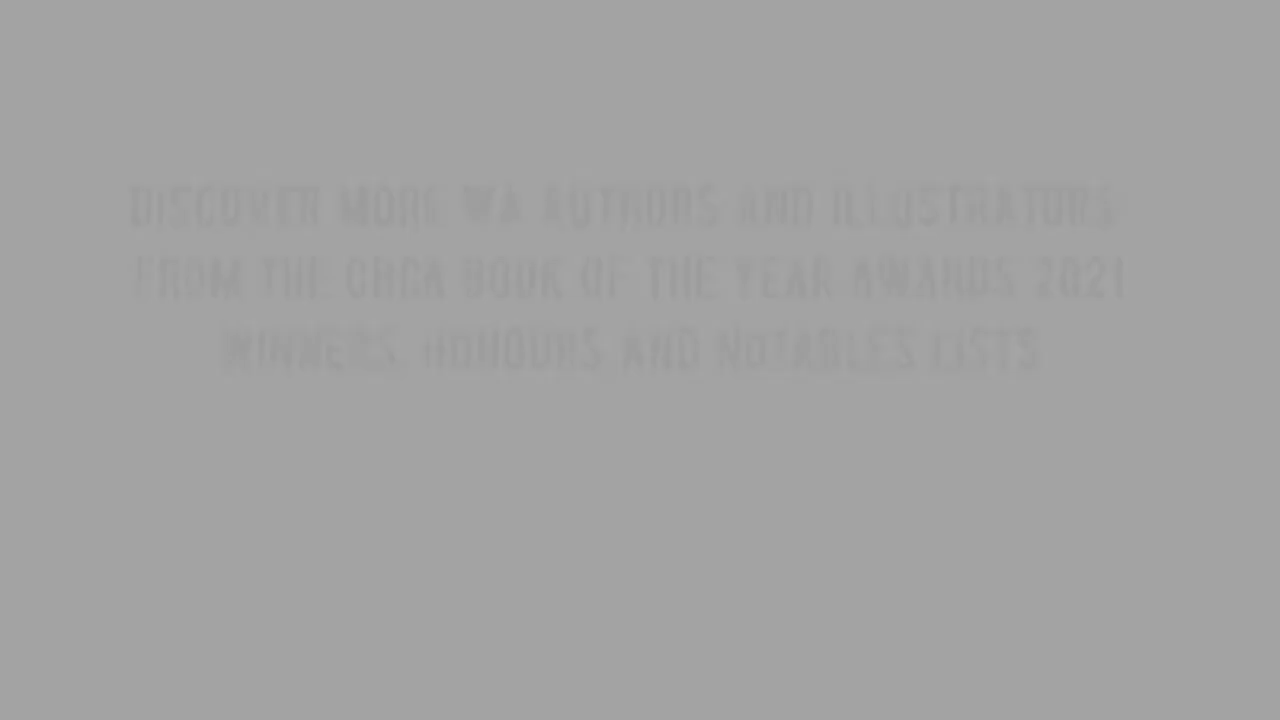 DISCOVER MORE WA AUTHORS AND ILLUSTRATORS
FROM THE CBCA BOOK OF THE YEAR AWARDS 2021
WINNERS, HONOURS AND NOTABLES LISTS